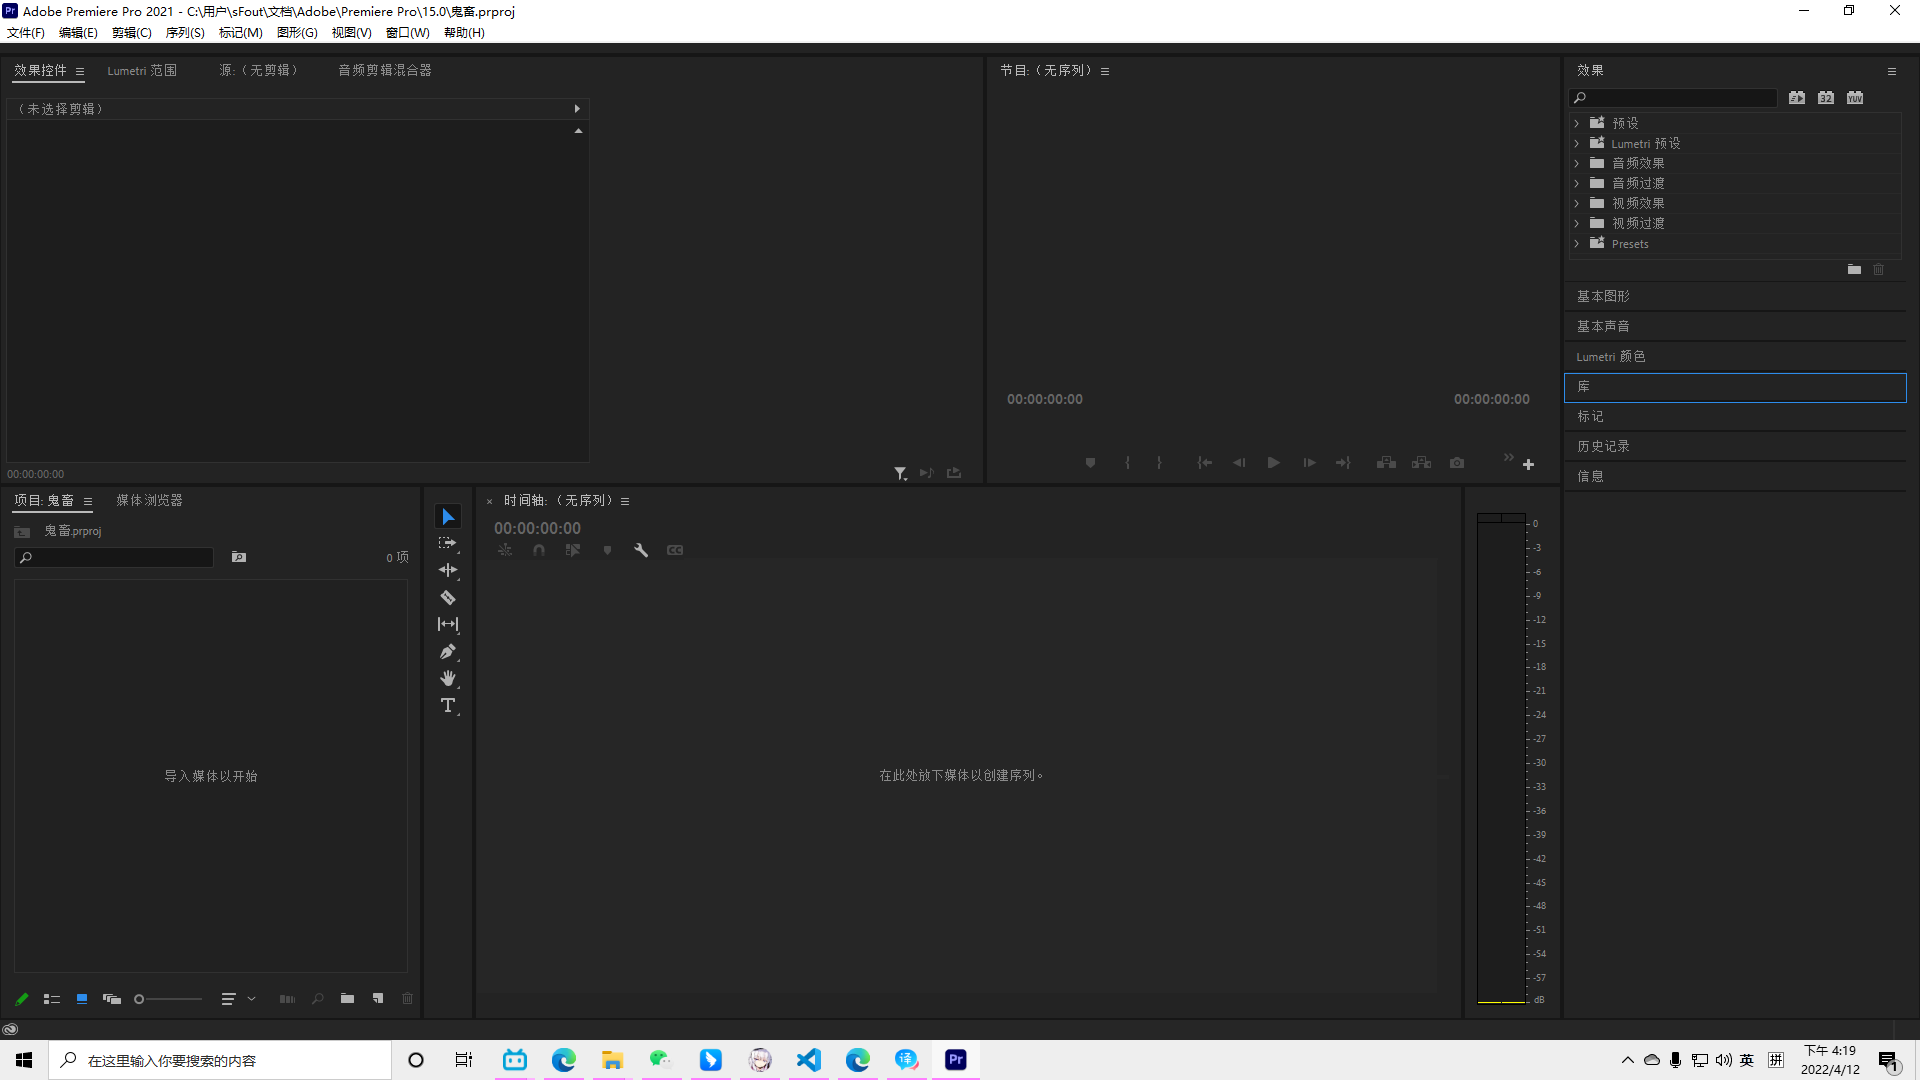 Adobe Premiere Pro 2021 - C:\用户\sFout\文档\Adobe\Premiere Pro\15.0\鬼畜.prproj
文件(F) 编辑(E) 剪辑(C) 序列(S) 标记(M) 图形(G) 视图(V) 窗口(W) 帮助(H)
效果控件 Lumetri 范围 源:（无剪辑） 音频剪辑混合器
（未选择剪辑）
00:00:00:00
节目:（无序列）
00:00:00:00 00:00:00:00
效果
32 YUV
预设
Lumetri 预设
音频效果
音频过渡
视频效果
视频过渡
Presets
基本图形
基本声音
Lumetri 颜色
库
标记
历史记录
信息
项目: 鬼畜 媒体浏览器
鬼畜.prproj
0 项
导入媒体以开始
× 时间轴:（无序列）
00:00:00:00
CC
在此处放下媒体以创建序列。
0
-3
-6
-9
-12
-15
-18
-21
-24
-27
-30
-33
-36
-39
-42
-45
-48
-51
-54
-57
dB
在这里输入你要搜索的内容
译
Pr
英
拼
下午 4:19
2022/4/12
1